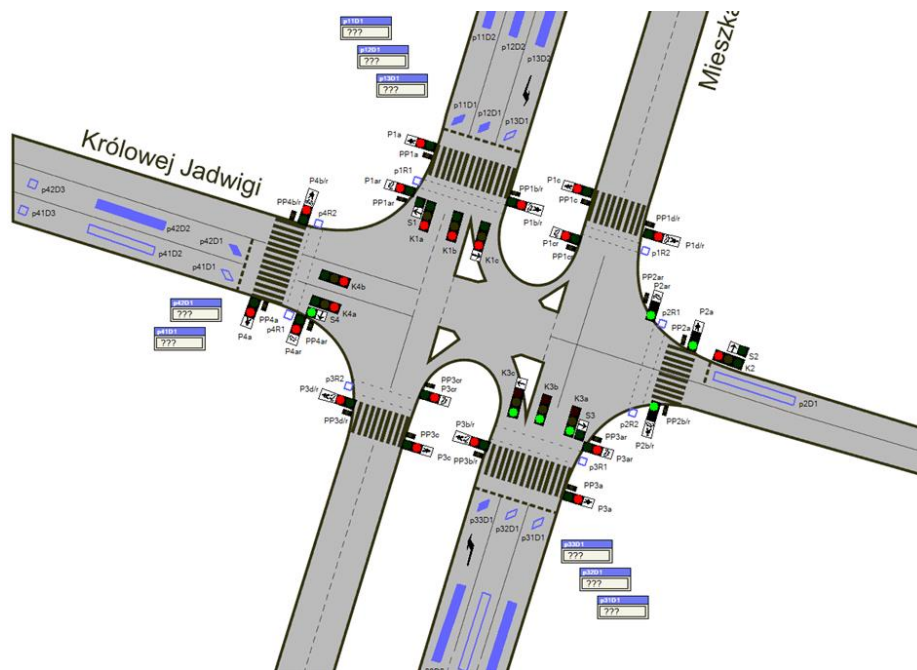 p11D1
???
p12D1
???
p13D1
???
p11D2
p12D2
p13D2
Mieszka
p11D1
p12D1
p13D1
Królowej Jadwigi
P1a
PP1a
p1R1
P1ar
PP1ar
S1
K1a
K1b
K1c
PP1b/r
P1b/r
P1c
PP1c
P1cr
PP1cr
PP1d/r
P1d/r
p1R2
P4b/r
PP4b/r
p4R2
p42D3
p41D3
p42D2
p41D2
p42D1
p41D1
K4b
K4a
S4
P4a
PP4a
p4R1
P4ar
PP4ar
p42D1
???
p41D1
???
PP2ar
P2ar
p2R1
PP2a
P2a
S2
K2
p2D1
p2R2
P2b/r
PP2b/r
p3R2
P3d/r
PP3d/r
PP3cr
P3cr
PP3c
P3c
K3c
K3b
K3a
S3
P3b/r
PP3b/r
PP3ar
P3ar
p3R1
PP3a
P3a
p33D1
p32D1
p31D1
p33D1
???
p32D1
???
p31D1
???